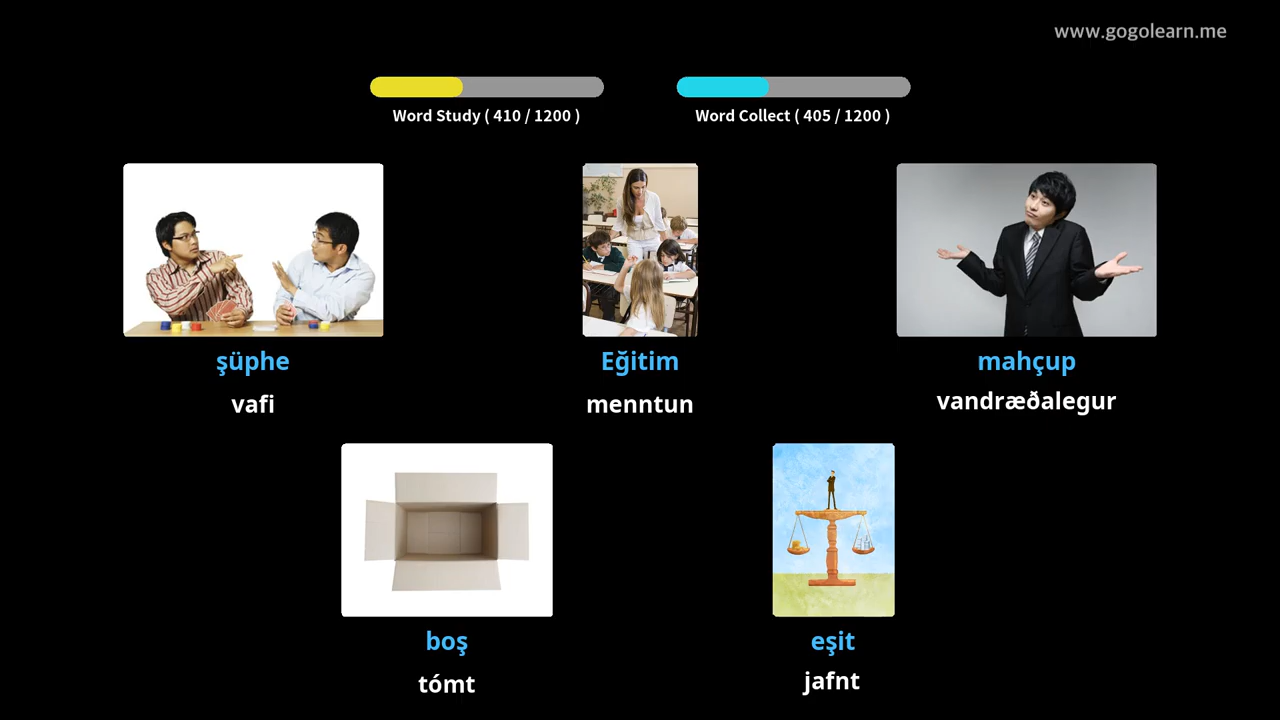 www.gogolearn.me
Word Study ( 410 / 1200 )
Word Collect ( 405 / 1200 )
şüphe
vafi
Eğitim
menntun
mahçup
vandræðalegur
boş
tómt
eşit
jafnt